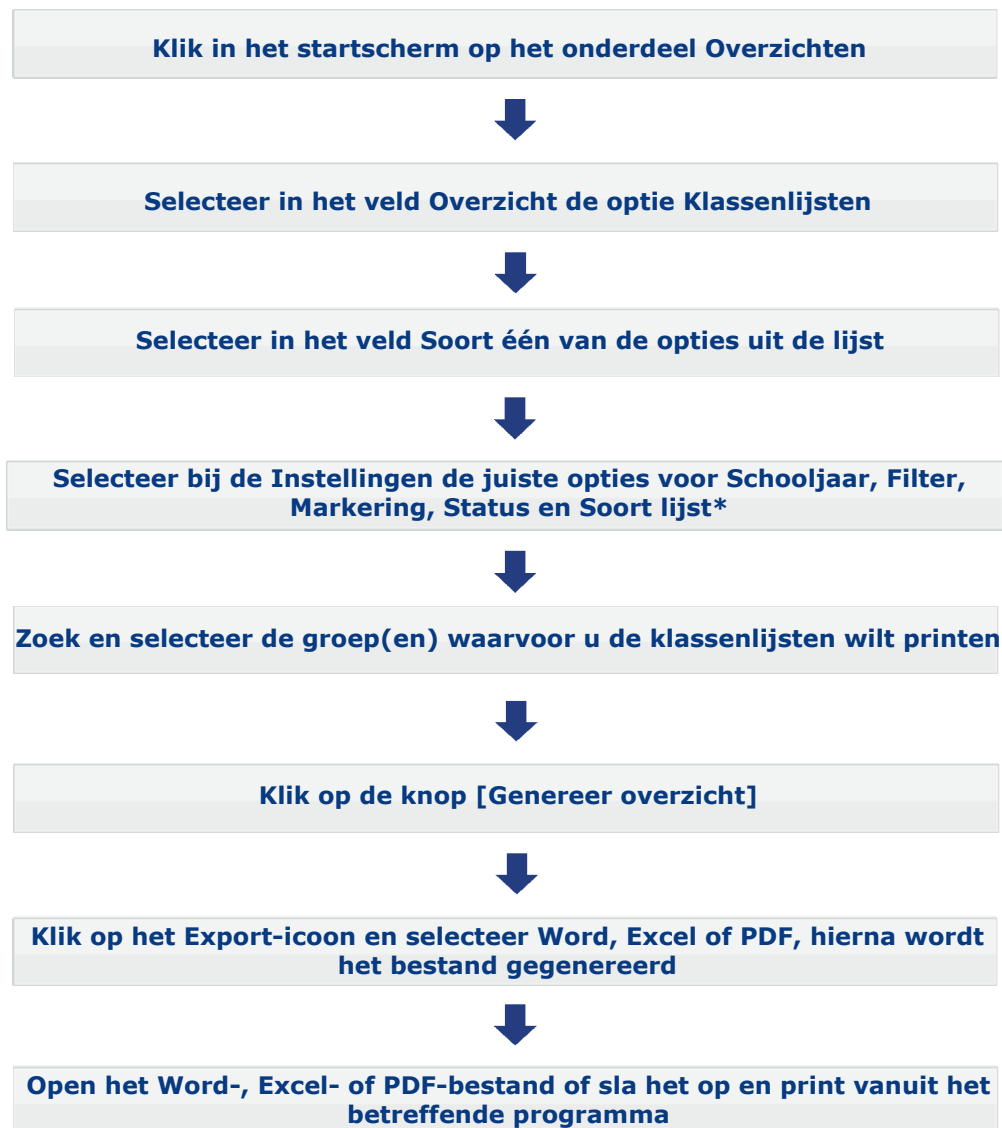 Klik in het startscherm op het onderdeel Overzichten
Selecteer in het veld Overzicht de optie Klassenlijsten
Selecteer in het veld Soort één van de opties uit de lijst
Selecteer bij de Instellingen de juiste opties voor Schooljaar, Filter,
Markering, Status en Soort lijst*
Zoek en selecteer de groep(en) waarvoor u de klassenlijsten wilt printen
Klik op de knop [Genereer overzicht]
Klik op het Export-icoon en selecteer Word, Excel of PDF, hierna wordt
het bestand gegenereerd
Open het Word-, Excel- of PDF-bestand of sla het op en print vanuit het
betreffende programma